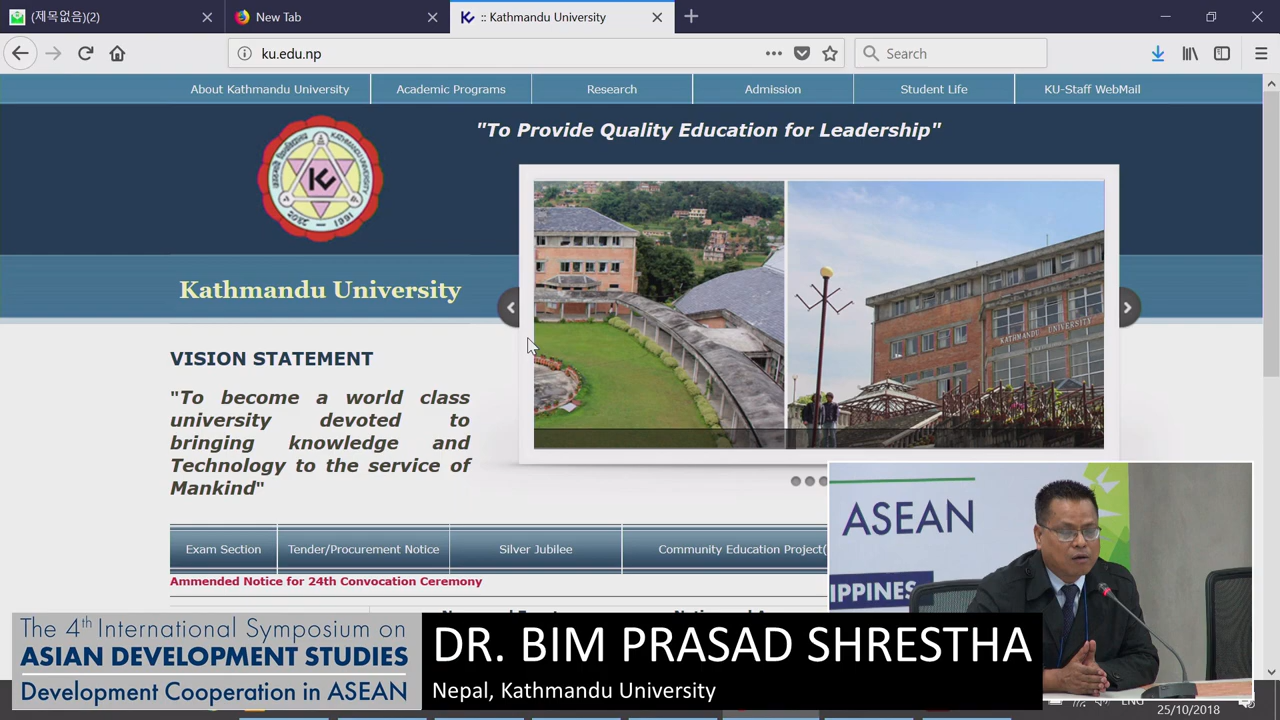 (제목없음)(2)
New Tab
:: Kathmandu University
ku.edu.np
Search
About Kathmandu University
Academic Programs
Research
Admission
Student Life
KU-Staff WebMail
"To Provide Quality Education for Leadership"
KV
1991
Kathmandu University
KATHMANDU UNIVERSITY
VISION STATEMENT
"To become a world class
university devoted to
bringing knowledge and
Technology to the service of
Mankind"
Exam Section
Tender/Procurement Notice
Silver Jubilee
Community Education Project(
Ammended Notice for 24th Convocation Ceremony
ASEAN
IPPINES
The 4th International Symposium on
ASIAN DEVELOPMENT STUDIES
Development Cooperation in ASEAN
DR. BIM PRASAD SHRESTHA
Nepal, Kathmandu University
ENG
25/10/2018